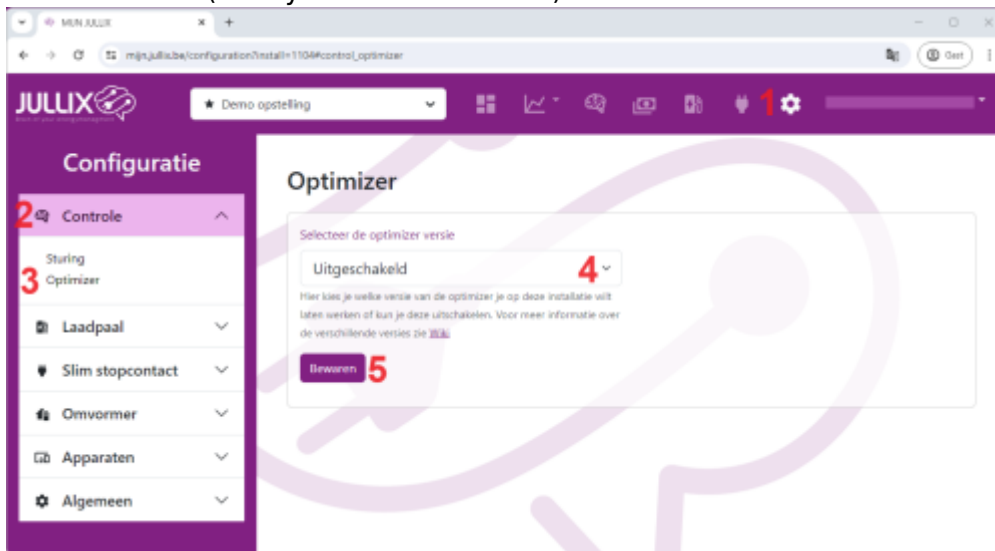 MIJN JULLIX
mijn.jullix.be/configuration?install=1104#control_optimizer
Gast
JULLIX
Demo opstelling
1
Configuratie
2 Controle
Sturing
3 Optimizer
Laadpaal
Slim stopcontact
Omvormer
Apparaten
Algemeen
Optimizer
Selecteer de optimizer versie
Uitgeschakeld 4
Hier kies je welke versie van de optimizer je op deze installatie wilt
laten werken of kun je deze uitschakelen. Voor meer informatie over
de verschillende versies zie Wiki
Bewaren 5